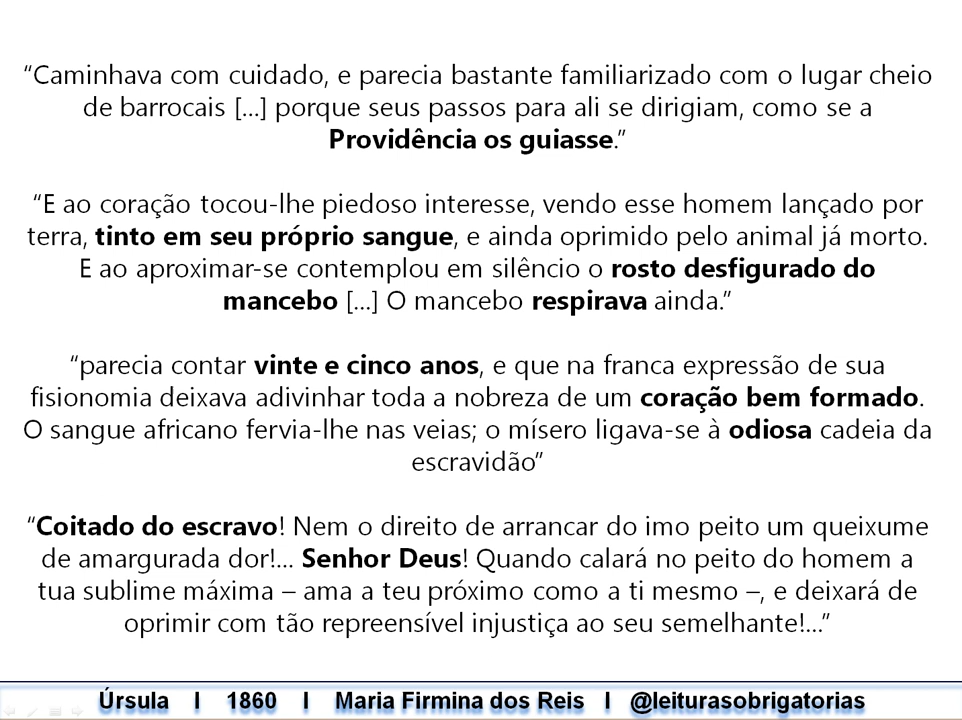 “Caminhava com cuidado, e parecia bastante familiarizado com o lugar cheio
de barrocais [...] porque seus passos para ali se dirigiam, como se a
Providência os guiasse.”
“E ao coração tocou-lhe piedoso interesse, vendo esse homem lançado por
terra, tinto em seu próprio sangue, e ainda oprimido pelo animal já morto.
E ao aproximar-se contemplou em silêncio o rosto desfigurado do
mancebo [...] O mancebo respirava ainda.”
“parecia contar vinte e cinco anos, e que na franca expressão de sua
fisionomia deixava adivinhar toda a nobreza de um coração bem formado.
O sangue africano fervia-lhe nas veias; o mísero ligava-se à odiosa cadeia da
escravidão”
“Coitado do escravo! Nem o direito de arrancar do imo peito um queixume
de amargurada dor!... Senhor Deus! Quando calará no peito do homem a
tua sublime máxima – ama a teu próximo como a ti mesmo –, e deixará de
oprimir com tão repreensível injustiça ao seu semelhante!...”
Úrsula I 1860 I Maria Firmina dos Reis I @leiturasobrigatorias